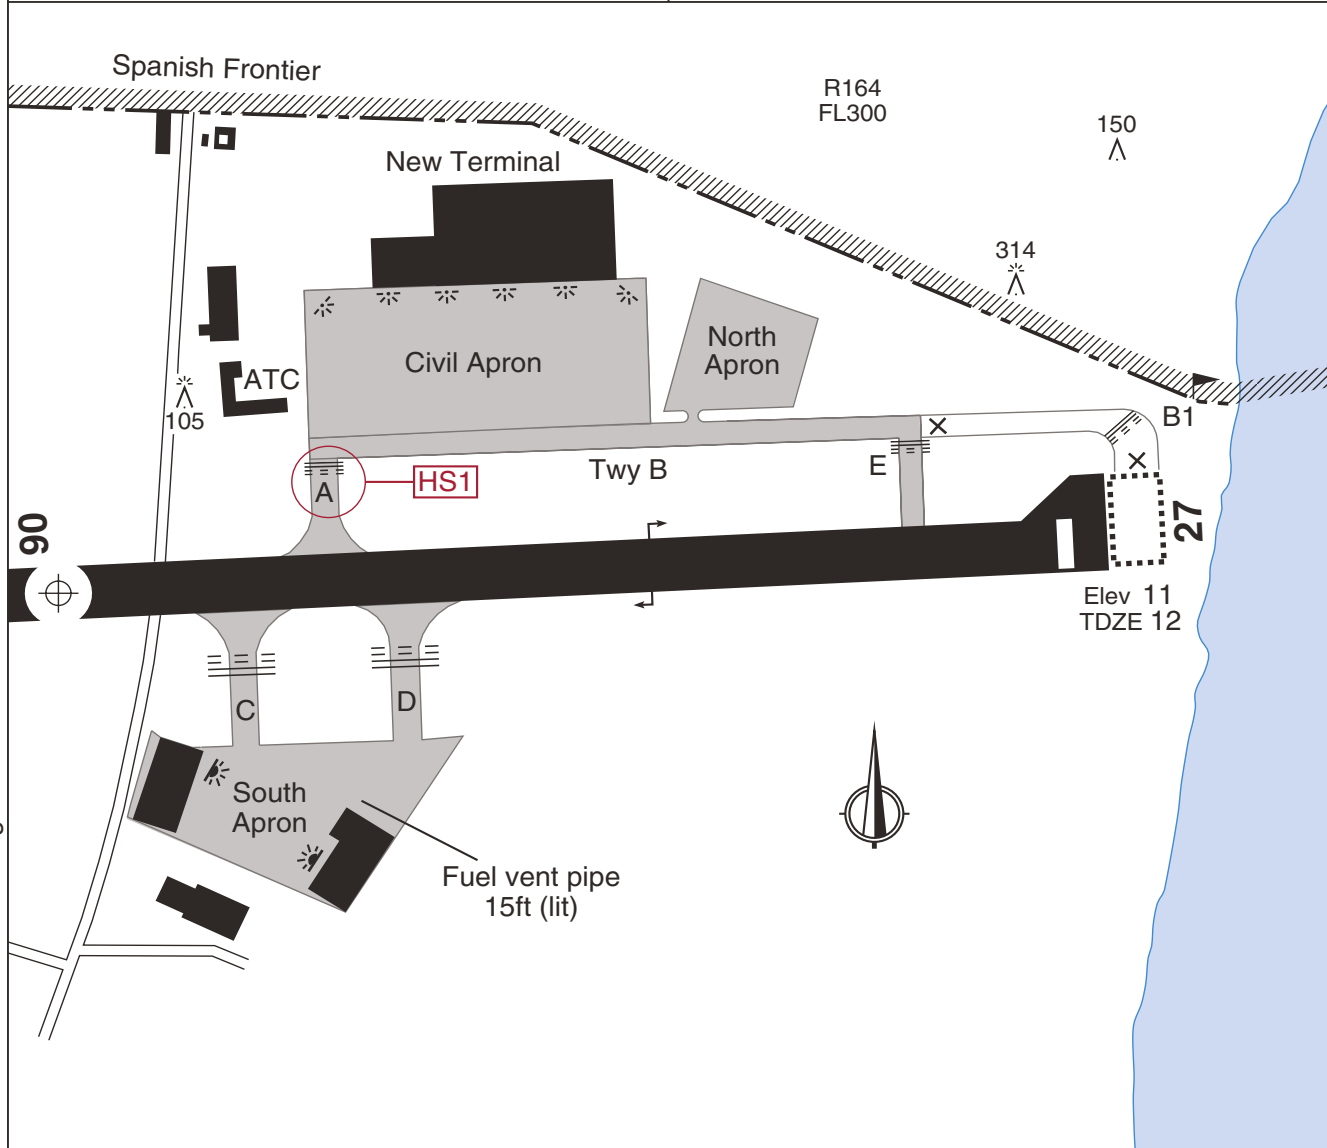 Spanish Frontier
R164
FL300
150
New Terminal
314
North
Apron
Civil Apron
ATC
105
B1
Twy B
E
HS1
A
09
27
Elev 11
TDZE 12
C
D
South
Apron
Fuel vent pipe
15ft (lit)